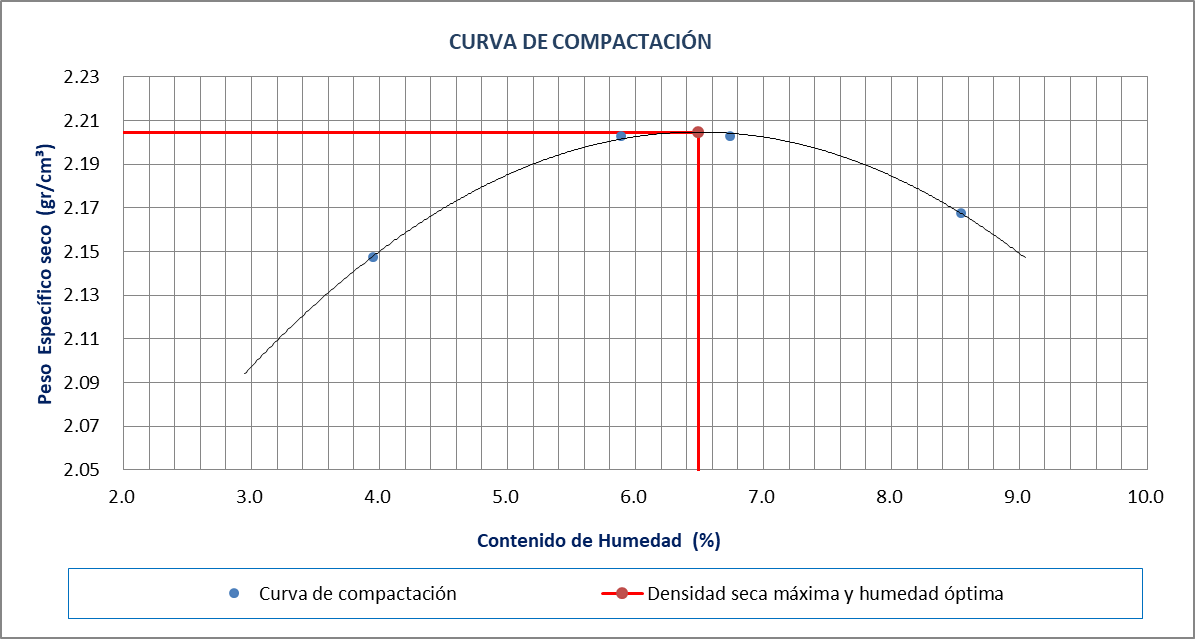 CURVA DE COMPACTACIÓN
2.23
2.21
2.19
2.17
2.15
2.13
2.11
2.09
2.07
2.05
Peso Específico seco (gr/cm³)
2.0 3.0 4.0 5.0 6.0 7.0 8.0 9.0 10.0
Contenido de Humedad (%)
Curva de compactación Densidad seca máxima y humedad óptima